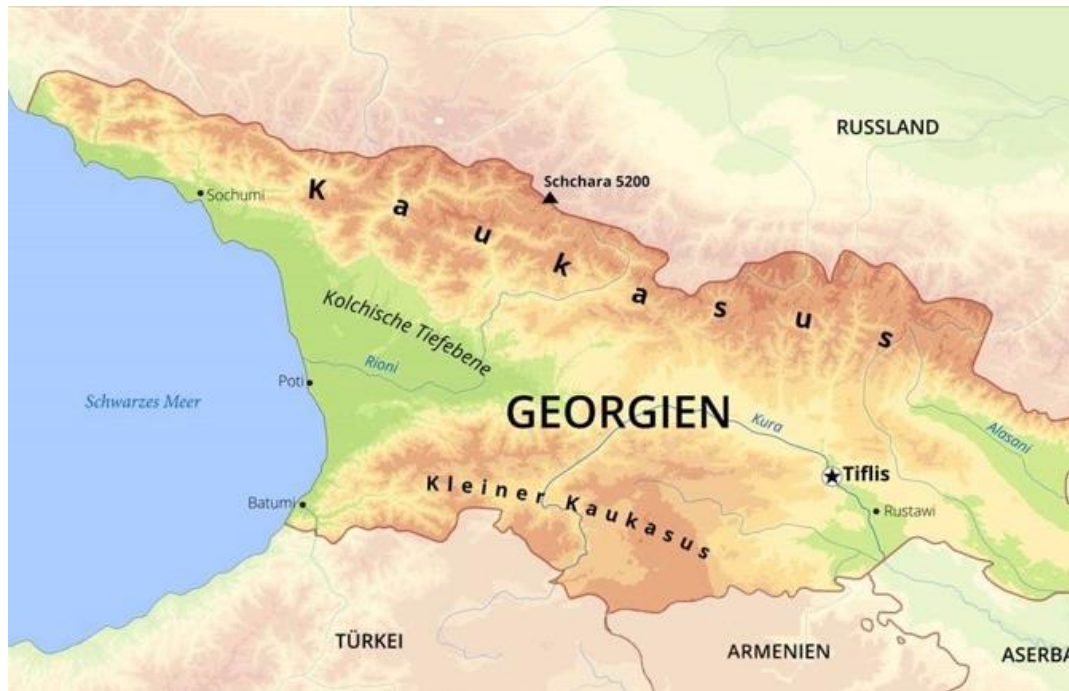 RUSSLAND
Schchara 5200
Sochumi
Kaukasus
Kolchische Tiefebene
Rioni
Poti
Schwarzes Meer
GEORGIEN
Kura
Alasani
Tiflis
Batumi
Kleiner Kaukasus
Rustawi
TÜRKEI
ARMENIEN
ASERBA